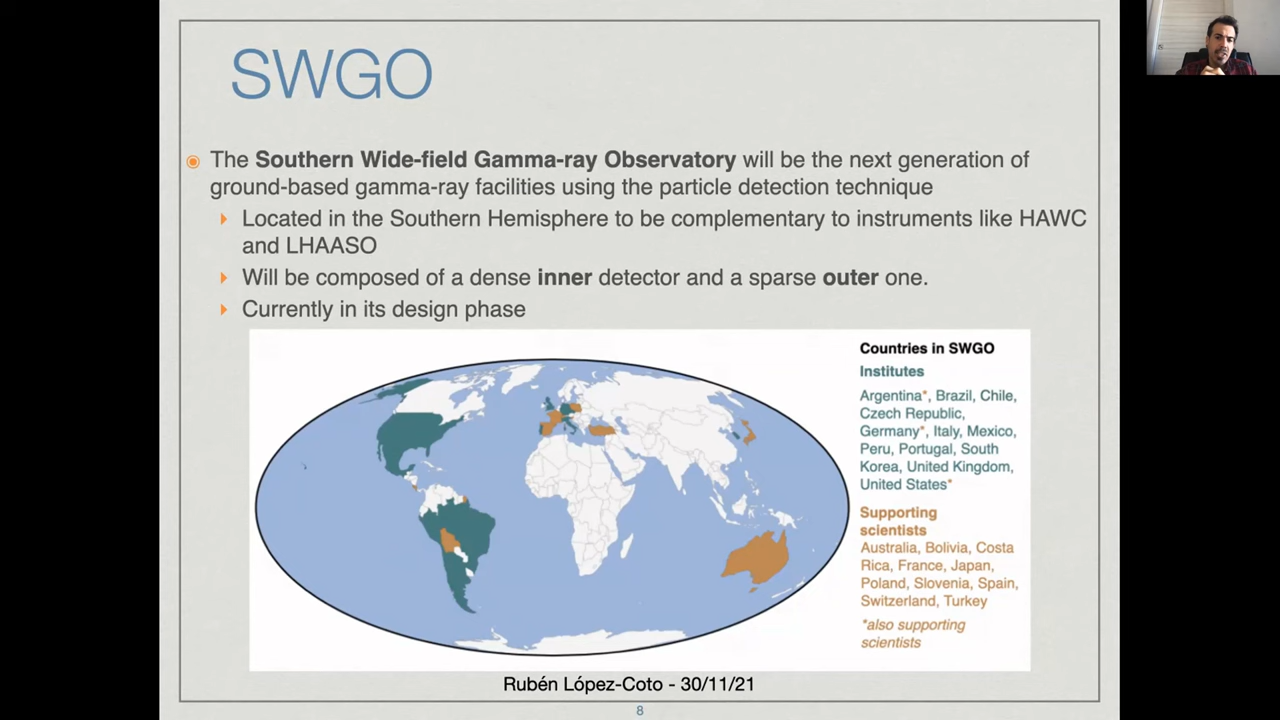 SWGO
The Southern Wide-field Gamma-ray Observatory will be the next generation of
ground-based gamma-ray facilities using the particle detection technique
Located in the Southern Hemisphere to be complementary to instruments like HAWC
and LHAASO
Will be composed of a dense inner detector and a sparse outer one.
Currently in its design phase
Countries in SWGO
Institutes
Argentina*, Brazil, Chile,
Czech Republic,
Germany*, Italy, Mexico,
Peru, Portugal, South
Korea, United Kingdom,
United States*
Supporting
scientists
Australia, Bolivia, Costa
Rica, France, Japan,
Poland, Slovenia, Spain,
Switzerland, Turkey
*also supporting
scientists
Rubén López-Coto - 30/11/21
8